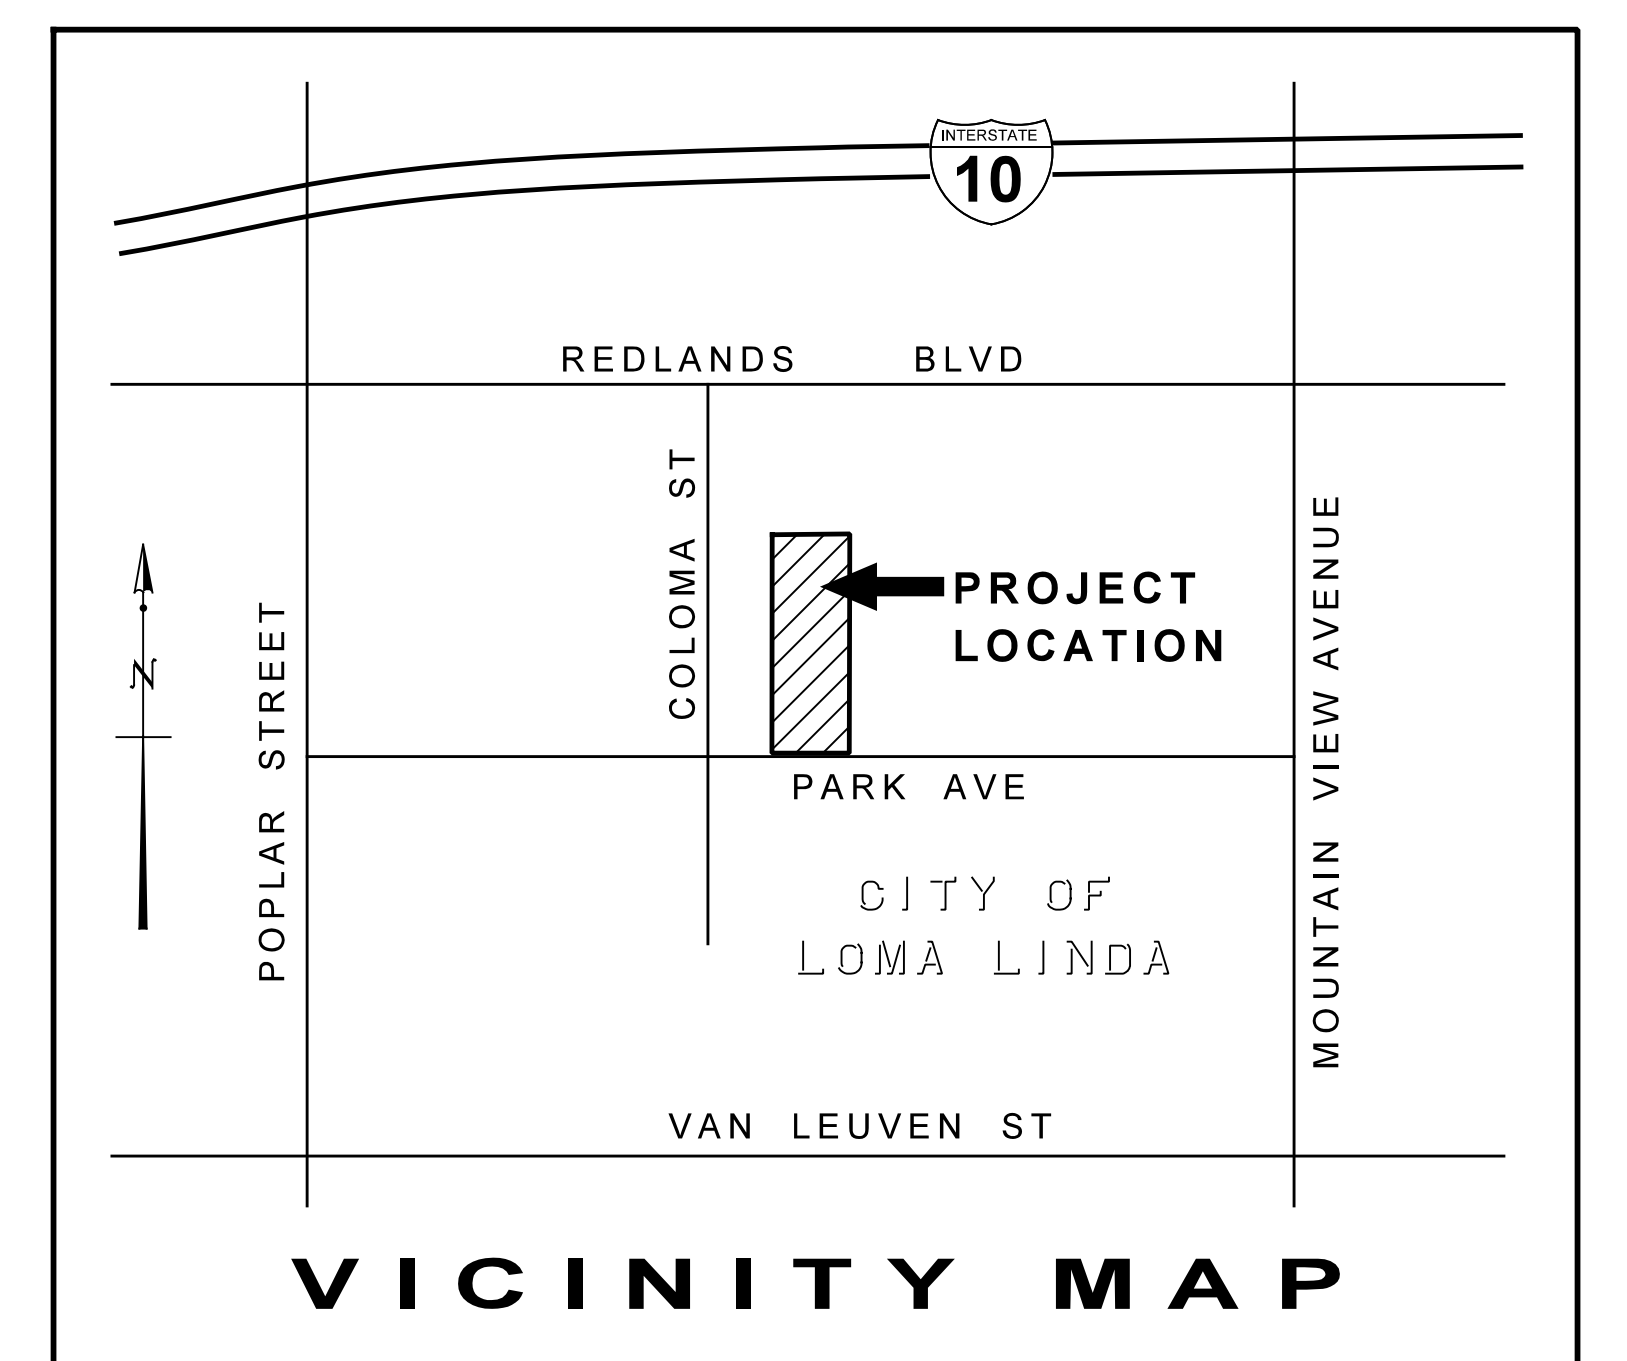 INTERSTATE
10
REDLANDS BLVD
COLOMA ST
PROJECT
LOCATION
MOUNTAIN VIEW AVENUE
POPLAR STREET
N
PARK AVE
CITY OF
LOMA LINDA
VAN LEUVEN ST
VICINITY MAP